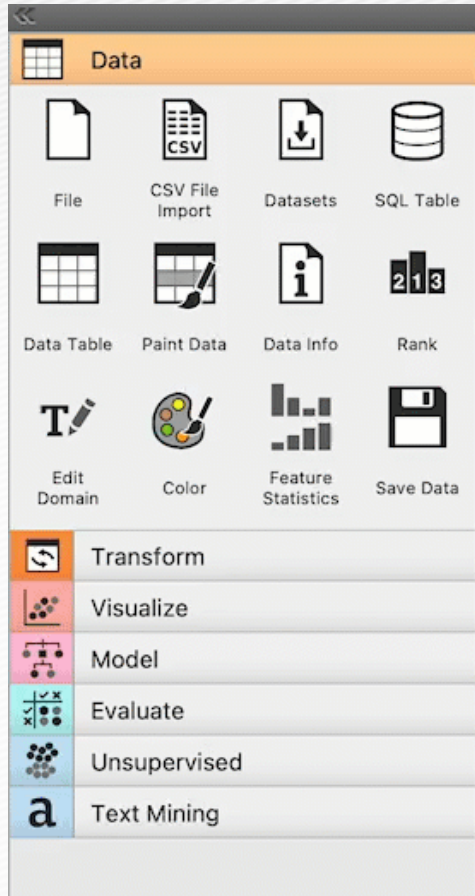 Data
CSV
File
CSV File
Import
Datasets
SQL Table
2 1 3
Data Table
Paint Data
Data Info
Rank
T
Edit
Domain
Color
Feature
Statistics
Save Data
Transform
Visualize
Model
Evaluate
Unsupervised
a
Text Mining